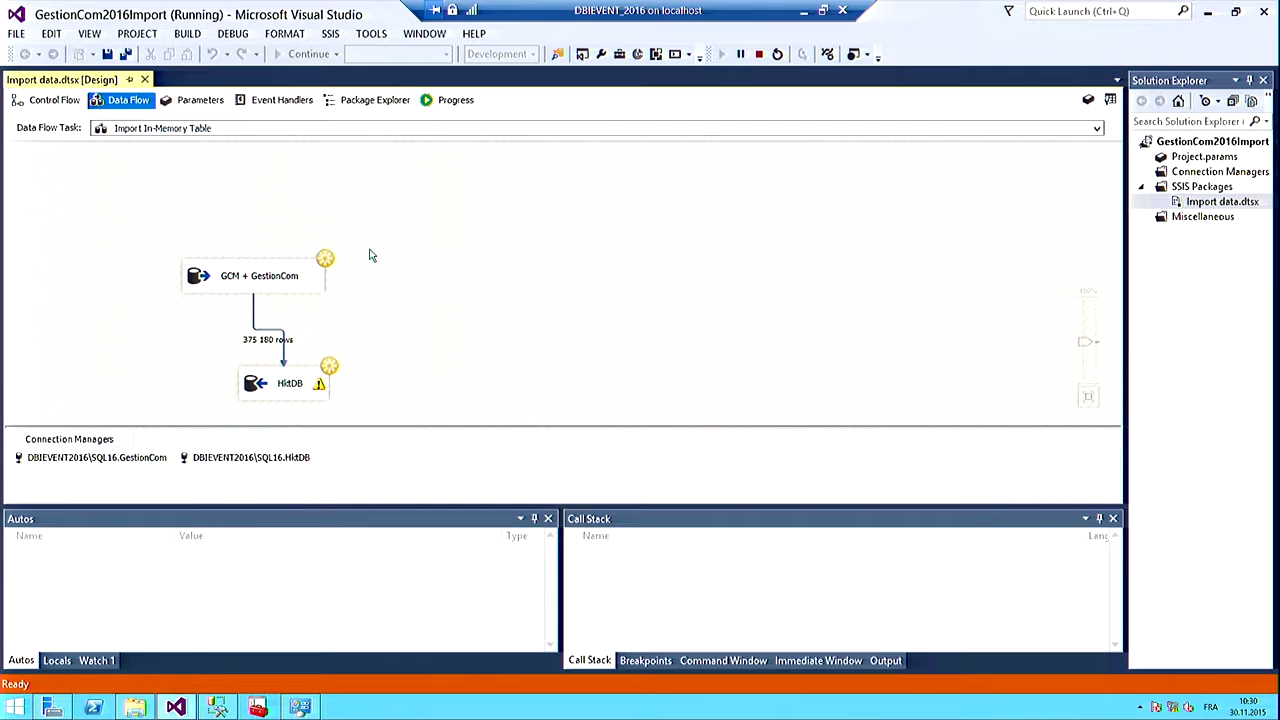 GestionCom2016Import (Running) - Microsoft Visual Studio
DBIEVENT_2016 on localhost
Quick Launch (Ctrl+Q)
FILE EDIT VIEW PROJECT BUILD DEBUG FORMAT SSIS TOOLS WINDOW HELP
Continue Development
Import data.dtsx [Design]
Solution Explorer
Control Flow Data Flow Parameters Event Handlers Package Explorer Progress
Search Solution Explorer (
Data Flow Task: Import In-Memory Table
GestionCom2016Import
Project.params
Connection Managers
SSIS Packages
Import data.dtsx
Miscellaneous
GCM + GestionCom
100%
375 180 rows
HktDB
Connection Managers
DBIEVENT2016\SQL16.GestionCom DBIEVENT2016\SQL16.HktDB
Autos
Call Stack
Name Value Type
Name Lang
Autos Locals Watch 1
Call Stack Breakpoints Command Window Immediate Window Output
Ready
FRA
10:30
30.11.2015